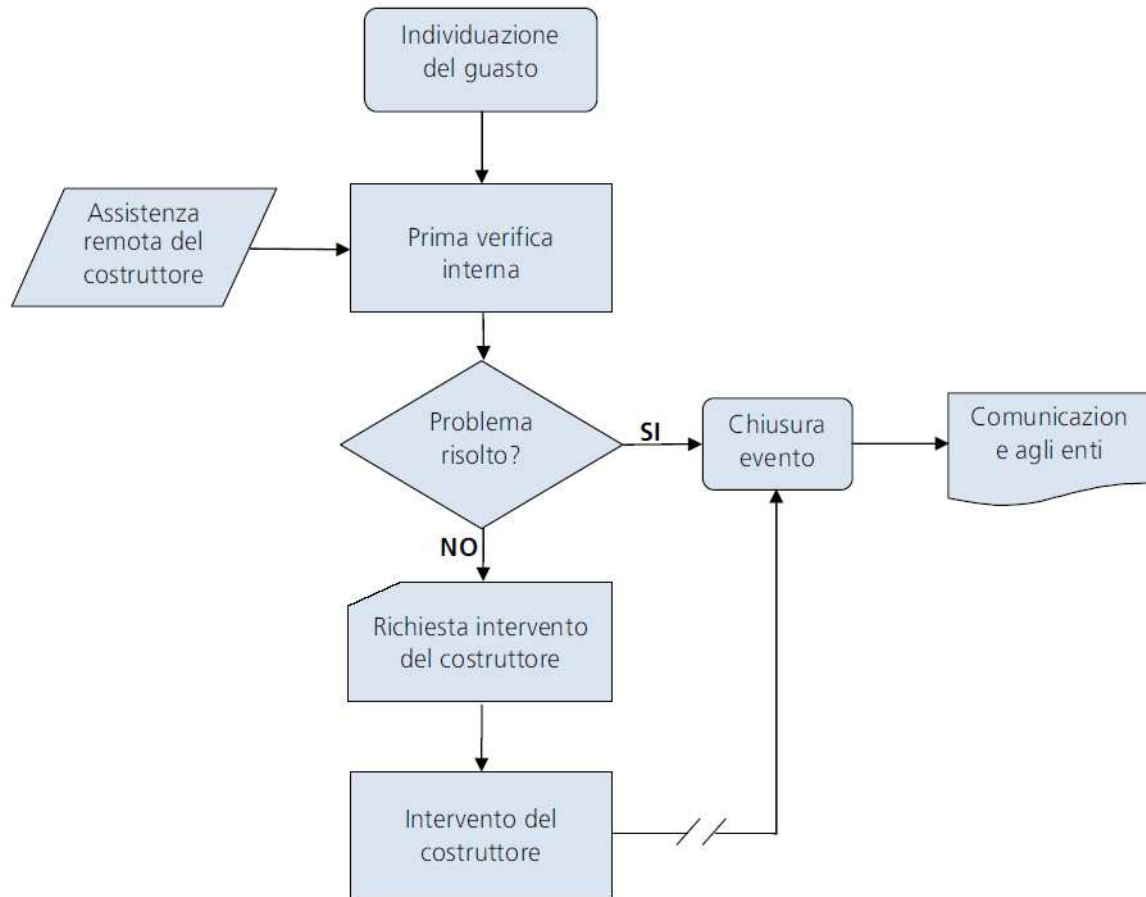 Individuazione
del guasto
Assistenza
remota del
costruttore
Prima verifica
interna
Problema
risolto?
SI
Chiusura
evento
Comunicazion
e agli enti
NO
Richiesta intervento
del costruttore
Intervento del
costruttore